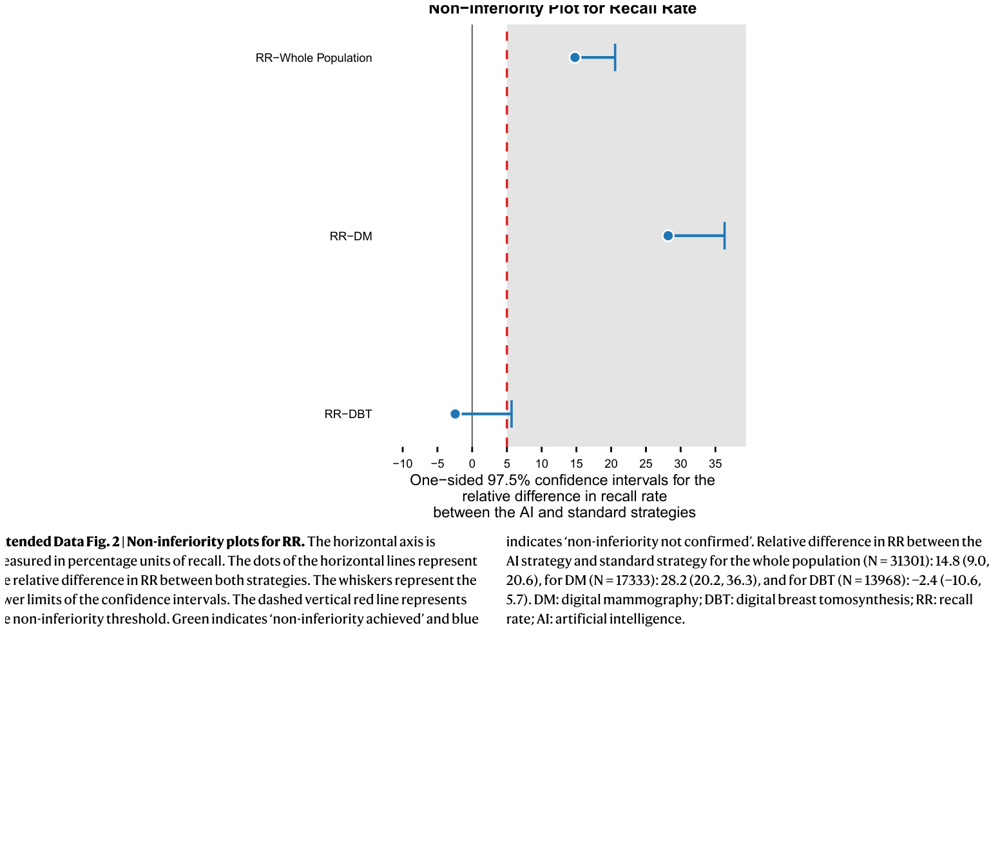 Non−Inferiority Plot for Recall Rate
RR−Whole Population
RR−DM
RR−DBT
−10 −5 0 5 10 15 20 25 30 35
One−sided 97.5% confidence intervals for the
relative difference in recall rate
between the AI and standard strategies
tended Data Fig. 2 | Non-inferiority plots for RR. The horizontal axis is
easured in percentage units of recall. The dots of the horizontal lines represent
e relative difference in RR between both strategies. The whiskers represent the
wer limits of the confidence intervals. The dashed vertical red line represents
e non-inferiority threshold. Green indicates ‘non-inferiority achieved’ and blue
indicates ‘non-inferiority not confirmed’. Relative difference in RR between the
AI strategy and standard strategy for the whole population (N = 31301): 14.8 (9.0,
20.6), for DM (N = 17333): 28.2 (20.2, 36.3), and for DBT (N = 13968): −2.4 (−10.6,
5.7). DM: digital mammography; DBT: digital breast tomosynthesis; RR: recall
rate; AI: artificial intelligence.